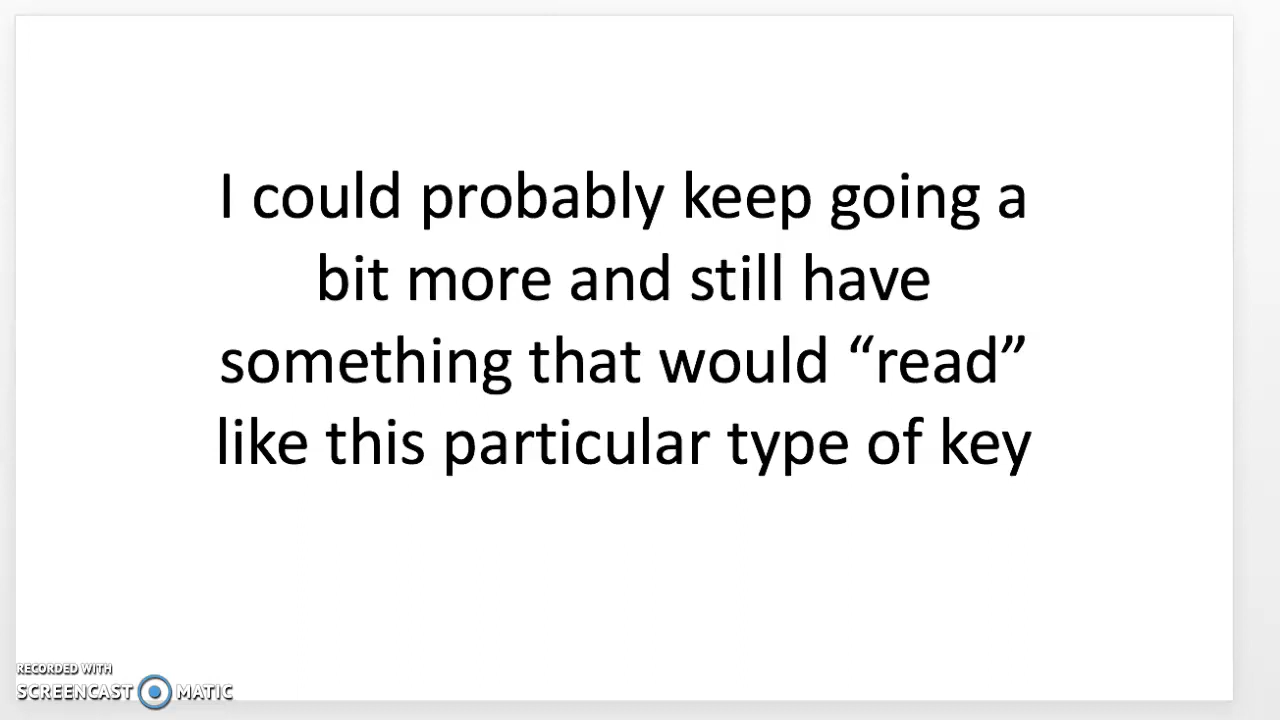 I could probably keep going a
bit more and still have
something that would “read”
like this particular type of key
RECORDED WITH
SCREENCAST MATIC